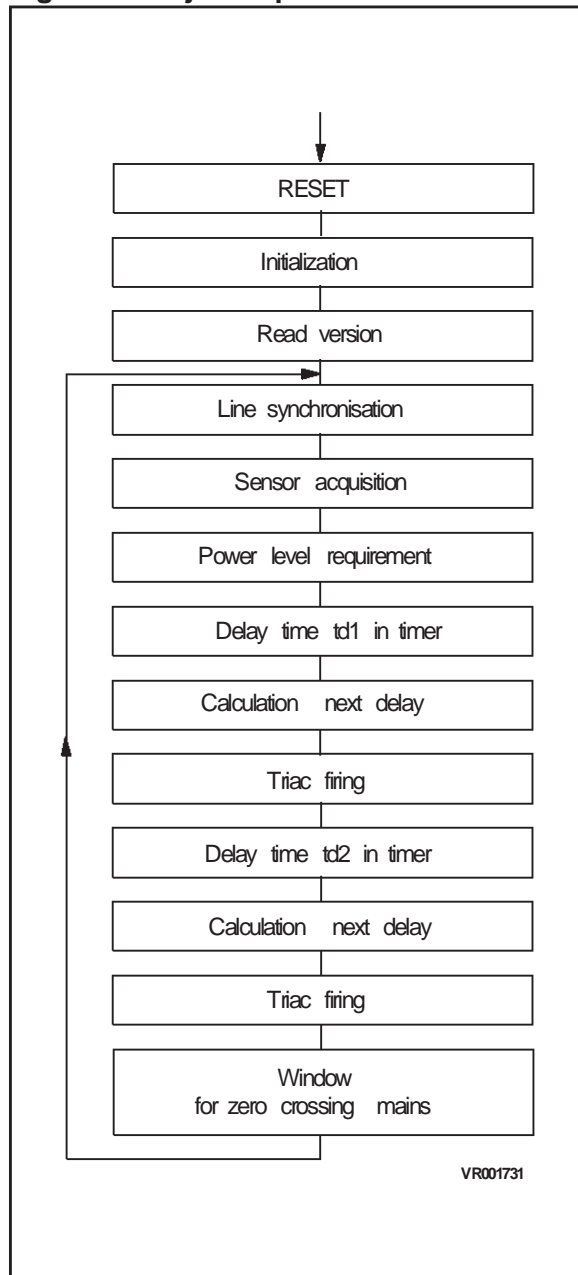 RESET
Initialization
Read version
Line synchronisation
Sensor acquisition
Power level requirement
Delay time td1 in timer
Calculation next delay
Triac firing
Delay time td2 in timer
Calculation next delay
Triac firing
Window
for zero crossing mains
VR001731